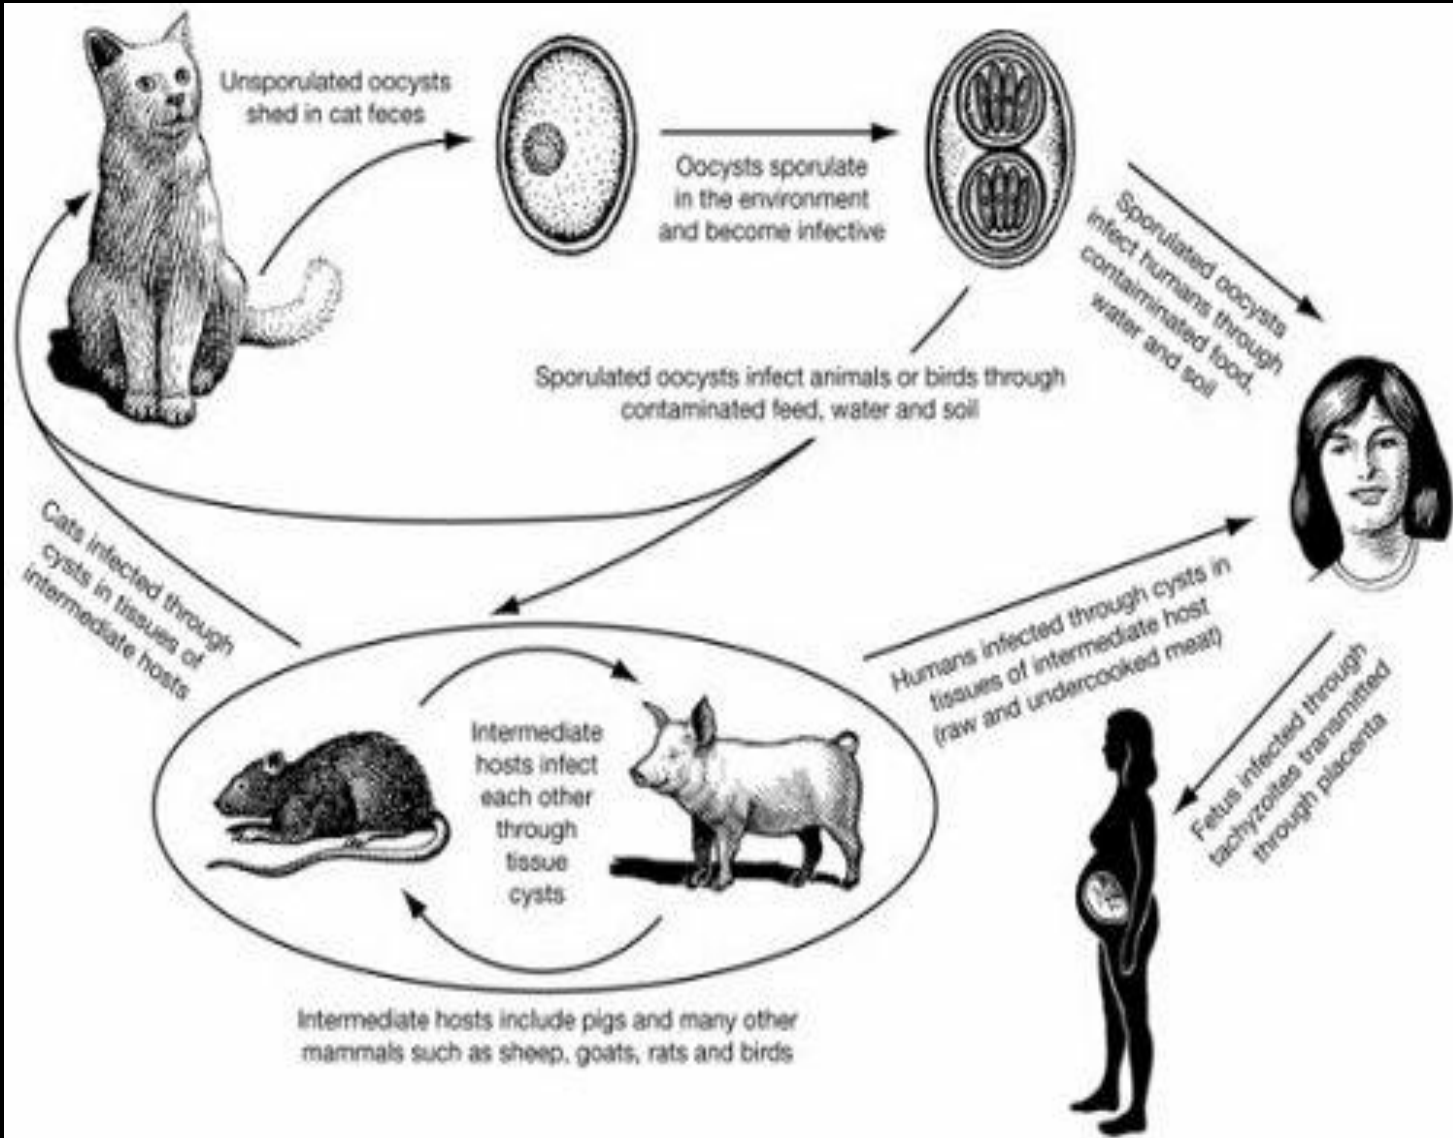 Unsporulated oocysts
shed in cat feces
Oocysts sporulate
in the environment
and become infective
Sporulated oocysts
infect humans through
contaminated food,
water and soil
Sporulated oocysts infect animals or birds through
contaminated feed, water and soil
Cats infected through
cysts in tissues of
intermediate hosts
Intermediate
hosts infect
each other
through
tissue
cysts
Humans infected through cysts in
tissues of intermediate host
(raw and undercooked meat)
Fetus infected through
tachyzoites transmitted
through placenta
Intermediate hosts include pigs and many other
mammals such as sheep, goats, rats and birds